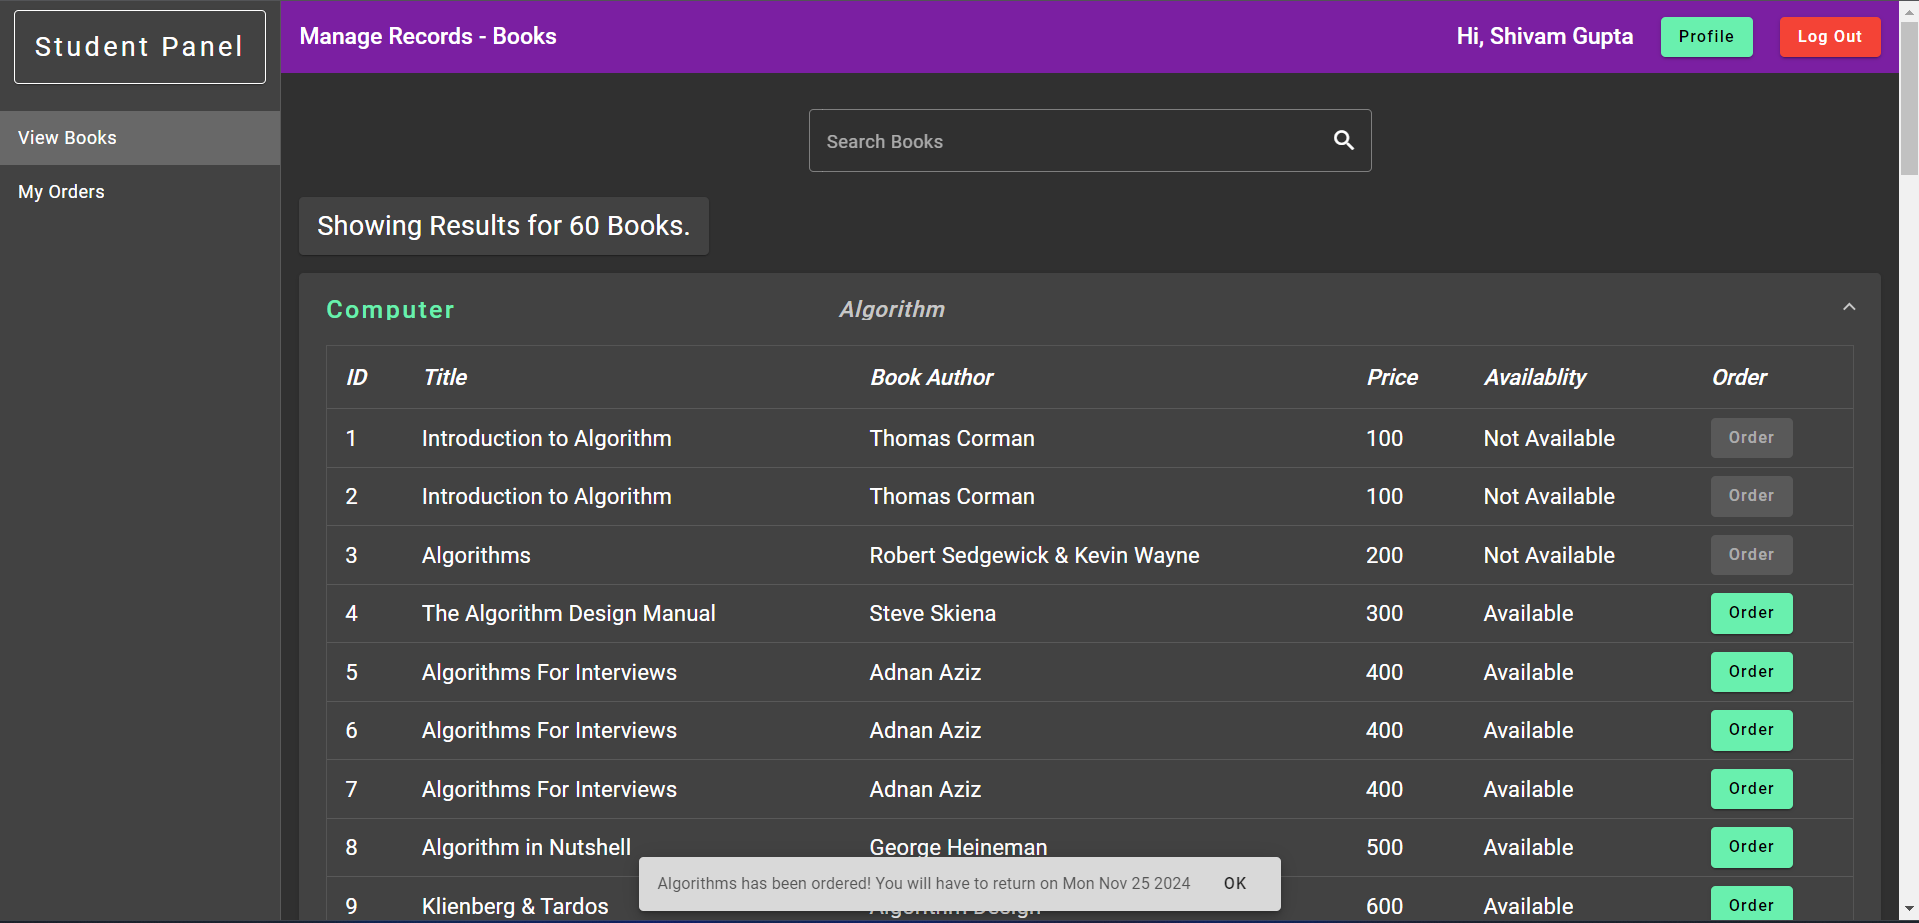 Student Panel
Manage Records - Books
Hi, Shivam Gupta
Profile
Log Out
View Books
My Orders
Search Books
Showing Results for 60 Books.
Computer Algorithm
ID Title Book Author Price Availablity Order
1 Introduction to Algorithm Thomas Corman 100 Not Available Order
2 Introduction to Algorithm Thomas Corman 100 Not Available Order
3 Algorithms Robert Sedgewick & Kevin Wayne 200 Not Available Order
4 The Algorithm Design Manual Steve Skiena 300 Available Order
5 Algorithms For Interviews Adnan Aziz 400 Available Order
6 Algorithms For Interviews Adnan Aziz 400 Available Order
7 Algorithms For Interviews Adnan Aziz 400 Available Order
8 Algorithm in Nutshell George Heineman 500 Available Order
9 Klienberg & Tardos Algorithm Design 600 Available Order
Algorithms has been ordered! You will have to return on Mon Nov 25 2024 OK